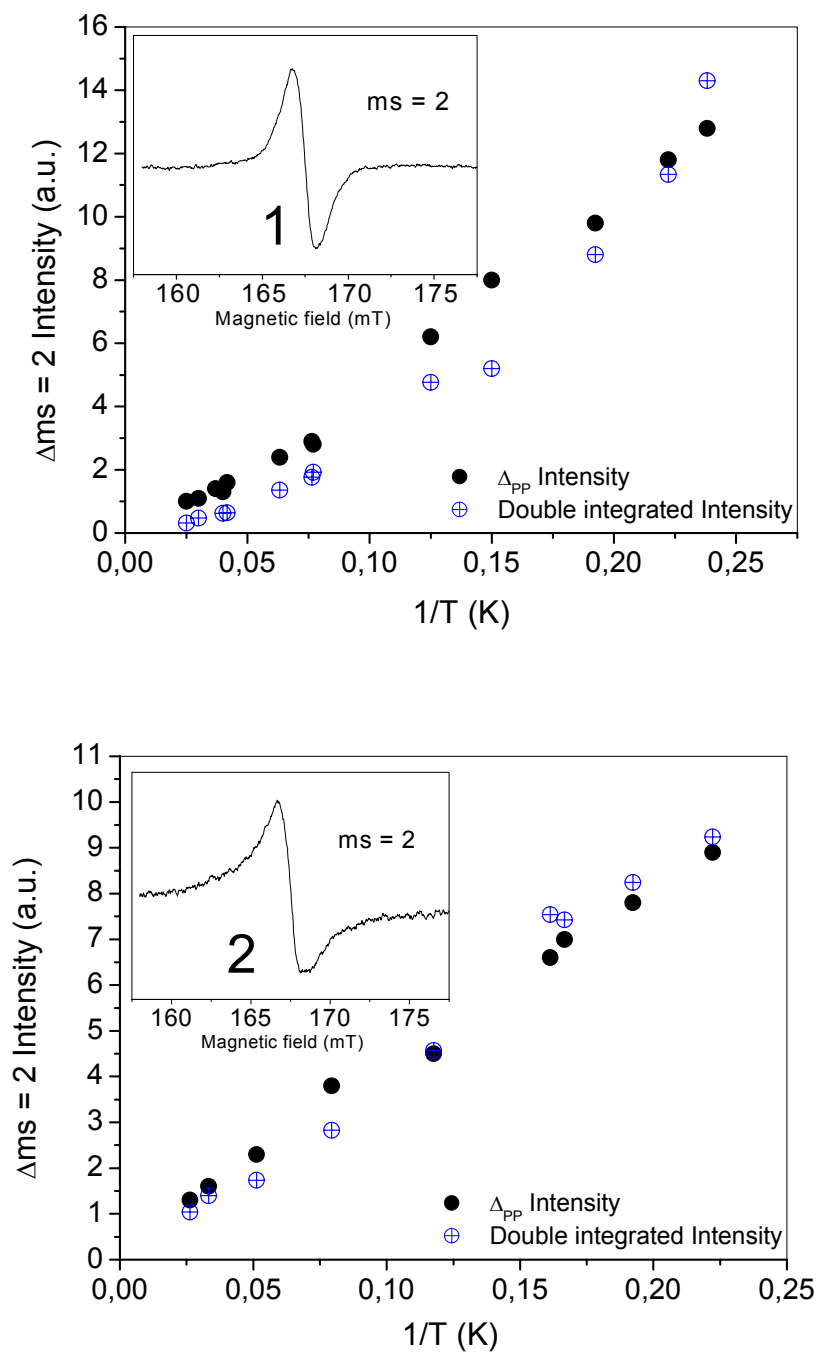 16
14
12
10
8
6
4
2
0
Δms = 2 Intensity (a.u.)
ms = 2
1
160 165 170 175
Magnetic field (mT)
ΔPP Intensity
Double integrated Intensity
0,00 0,05 0,10 0,15 0,20 0,25
1/T (K)
11
10
9
8
7
6
5
4
3
2
1
0
Δms = 2 Intensity (a.u.)
ms = 2
2
160 165 170 175
Magnetic field (mT)
ΔPP Intensity
Double integrated Intensity
0,00 0,05 0,10 0,15 0,20 0,25
1/T (K)